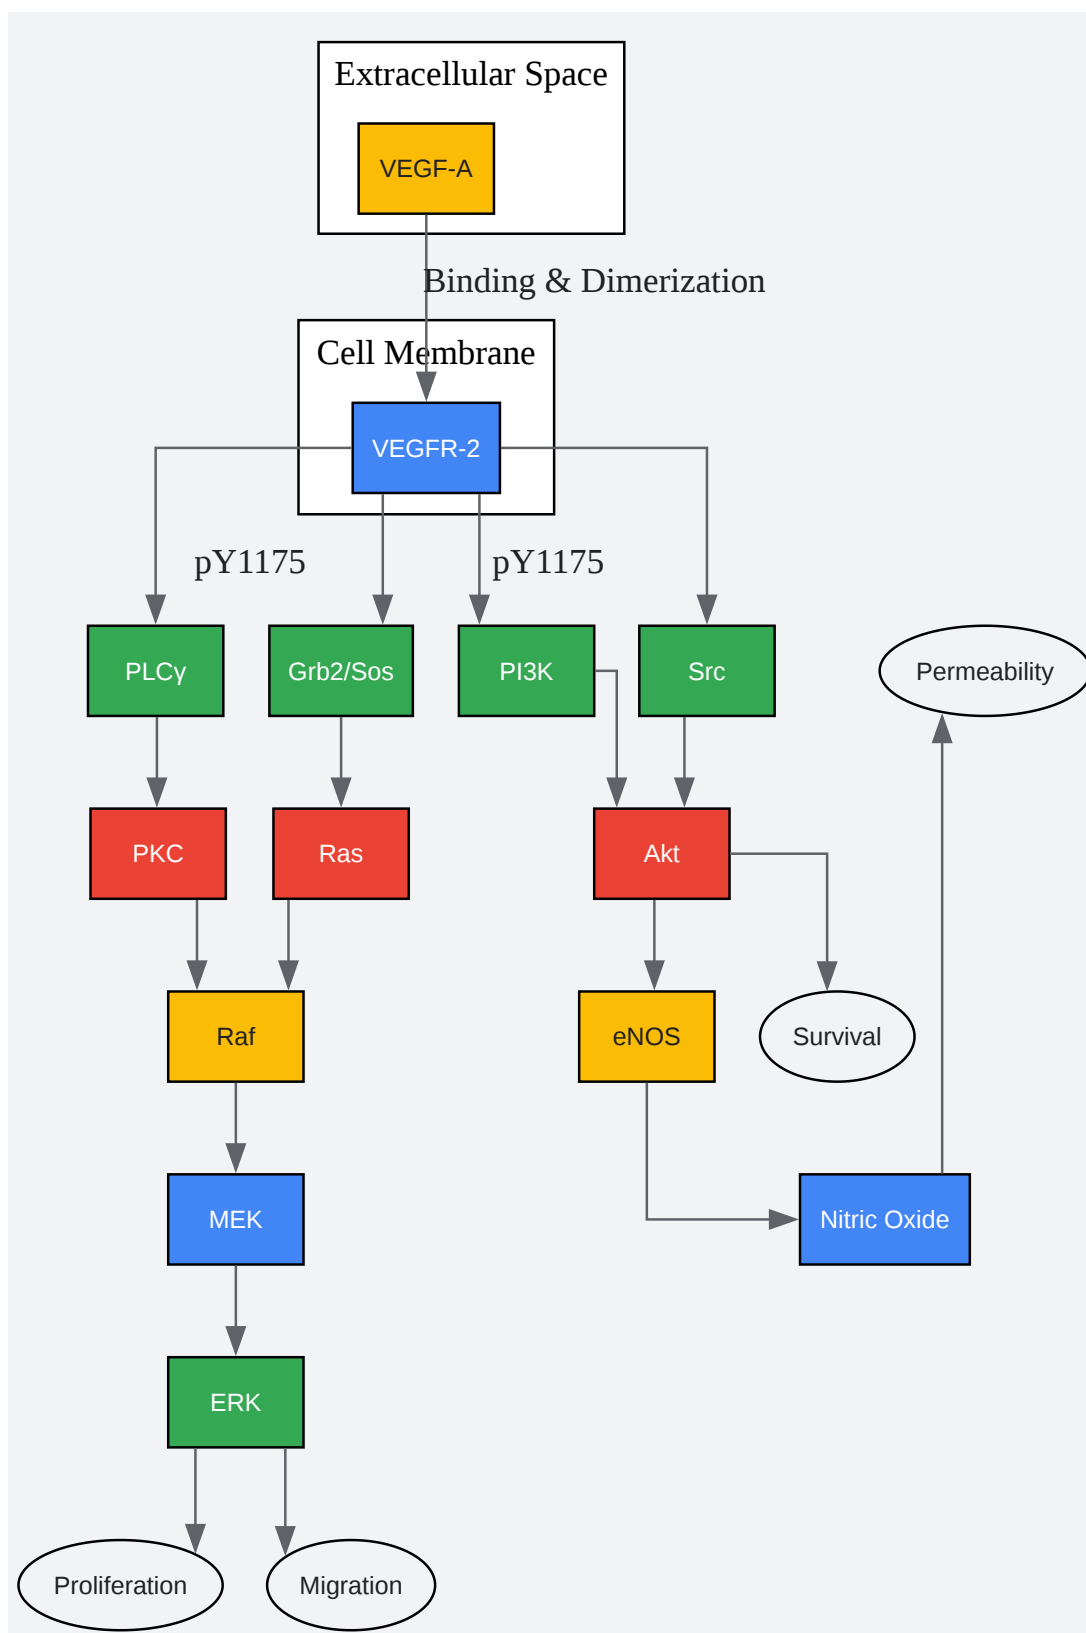 Extracellular Space
VEGF-A
Binding & Dimerization
Cell Membrane
VEGFR-2
pY1175
pY1175
PLCγ
Grb2/Sos
PI3K
Src
Permeability
PKC
Ras
Akt
Raf
eNOS
Survival
MEK
Nitric Oxide
ERK
Proliferation
Migration